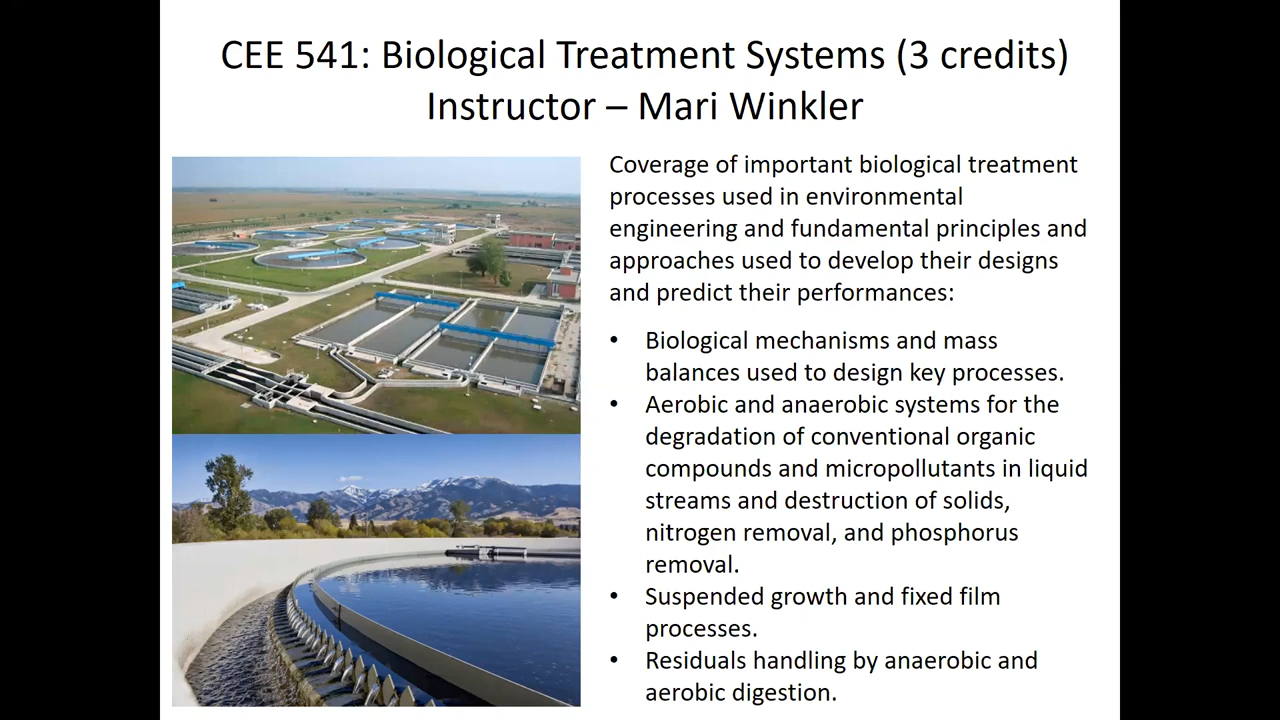 CEE 541: Biological Treatment Systems (3 credits)
Instructor – Mari Winkler
Coverage of important biological treatment
processes used in environmental
engineering and fundamental principles and
approaches used to develop their designs
and predict their performances:
• Biological mechanisms and mass
balances used to design key processes.
• Aerobic and anaerobic systems for the
degradation of conventional organic
compounds and micropollutants in liquid
streams and destruction of solids,
nitrogen removal, and phosphorus
removal.
• Suspended growth and fixed film
processes.
• Residuals handling by anaerobic and
aerobic digestion.